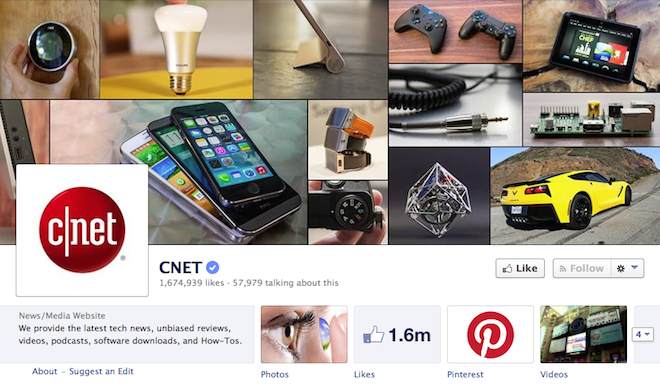 PHILIPS
c|net
CNET
1,674,939 likes · 57,979 talking about this
Like
Follow
News/Media Website
We provide the latest tech news, unbiased reviews,
videos, podcasts, software downloads, and How-Tos.
About - Suggest an Edit
1.6m
4
Photos
Likes
Pinterest
Videos